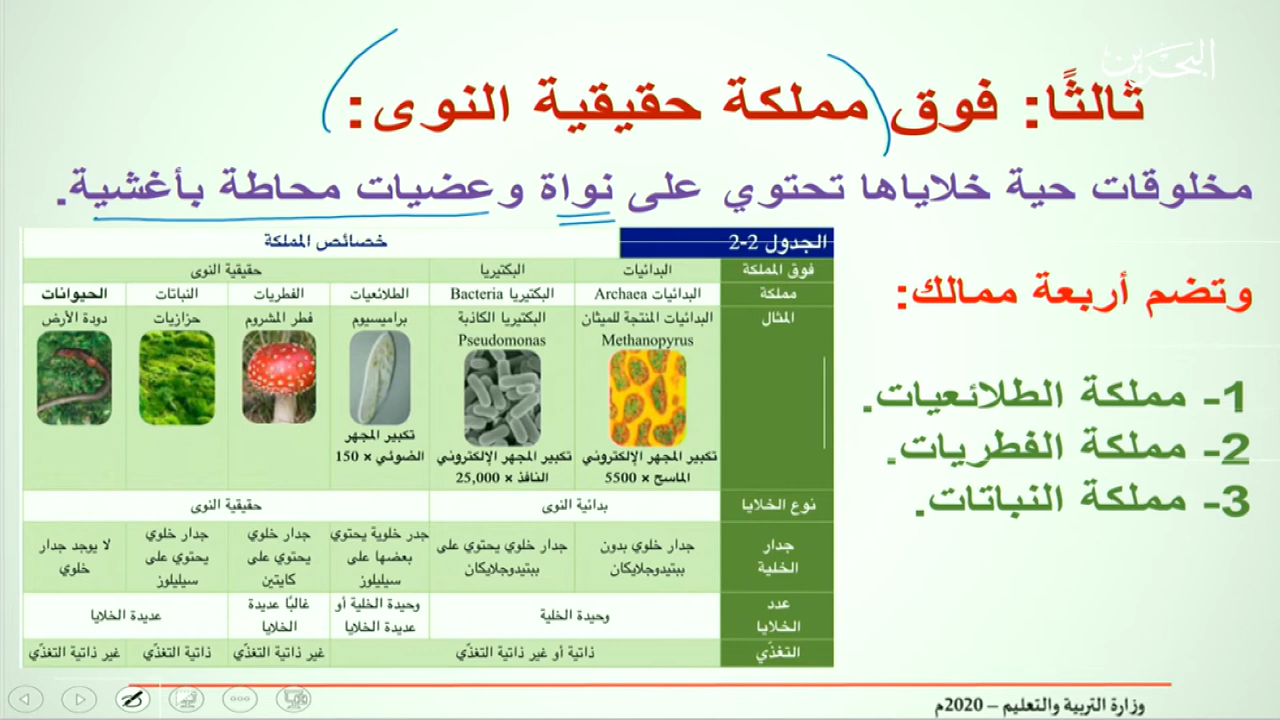 البحرين
ثالثًا: فوق مملكة حقيقية النوى:
مخلوقات حية خلاياها تحتوي على نواة وعضيات محاطة بأغشية.
وتضم أربعة ممالك:
1- مملكة الطلائعيات.
2- مملكة الفطريات.
3- مملكة النباتات.
الجدول 2-2 خصائص المملكة
فوق المملكة البدائيات البكتيريا حقيقية النوى
مملكة البدائيات Archaea البكتيريا Bacteria الطلائعيات الفطريات النباتات الحيوانات
المثال البدائيات المنتجة للميثان البكتيريا الكاذبة براميسيوم فطر المشروم حزازيات دودة الأرض
Methanopyrus Pseudomonas
تكبير المجهر الإلكتروني تكبير المجهر الإلكتروني تكبير المجهر
الماسح × 5500 النافذ × 25,000 الضوئي × 150
نوع الخلايا بدائية النوى حقيقية النوى
جدار جدار خلوي بدون جدار خلوي يحتوي على جدر خلوية يحتوي جدار خلوي جدار خلوي لا يوجد جدار
الخلية ببتيدوجلايكان ببتيدوجلايكان بعضها على يحتوي على يحتوي على خلوي
سيليلوز كايتين سيليلوز
عدد وحيدة الخلية وحيدة الخلية أو غالبًا عديدة عديدة الخلايا
الخلايا عديدة الخلايا الخلايا
التغذّي ذاتية أو غير ذاتية التغذّي غير ذاتية التغذّي ذاتية التغذّي غير ذاتية التغذّي
وزارة التربية والتعليم – 2020م